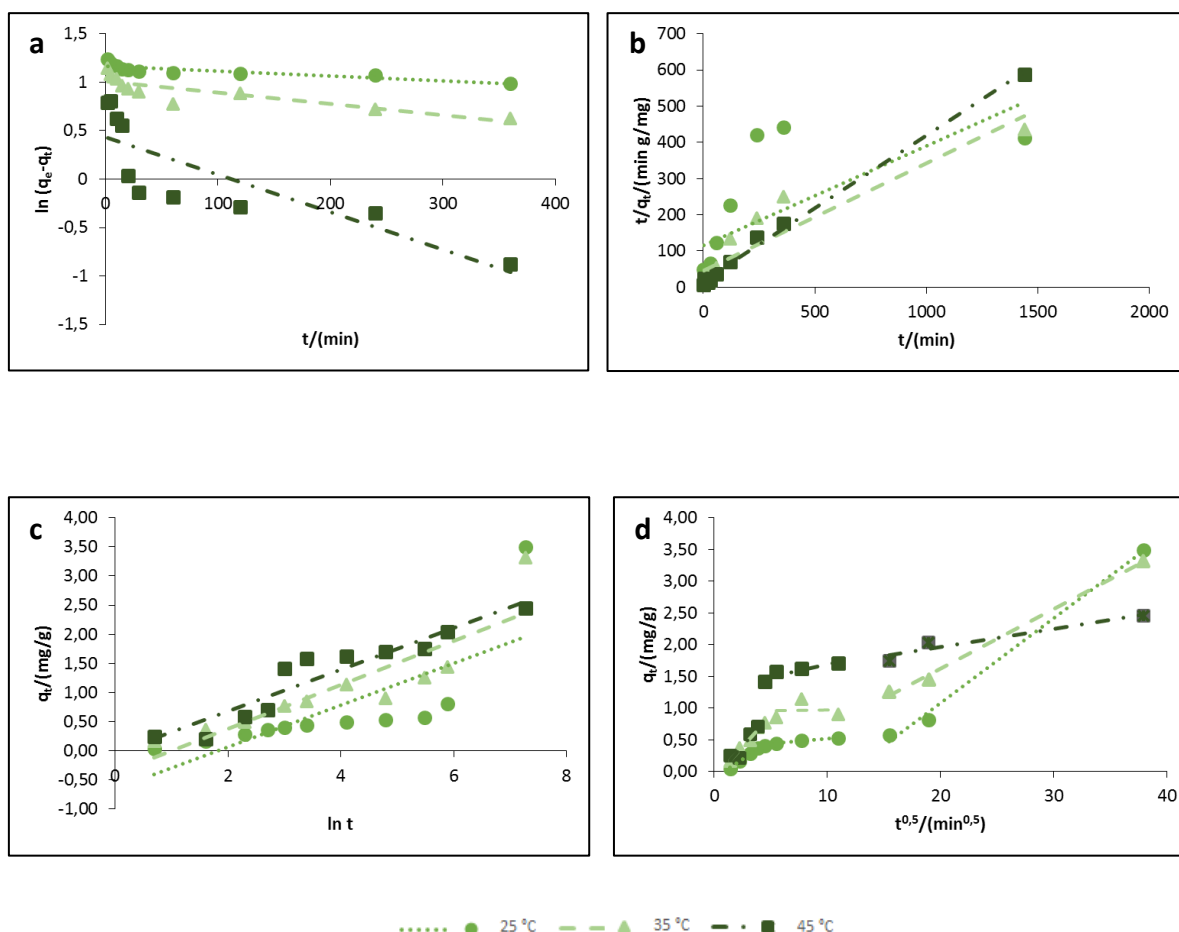 a
1,5
1
0,5
0
-0,5
-1
-1,5
0 100 200 300 400
ln (qe-qt)
t/(min)
b
700
600
500
400
300
200
100
0
0 500 1000 1500 2000
t/qt/(min g/mg)
t/(min)
c
4,00
3,50
3,00
2,50
2,00
1,50
1,00
0,50
0,00
-0,50
-1,00
0 2 4 6 8
qt/(mg/g)
ln t
d
4,00
3,50
3,00
2,50
2,00
1,50
1,00
0,50
0,00
0 10 20 30 40
qt/(mg/g)
t0,5/(min0,5)
25 °C 35 °C 45 °C